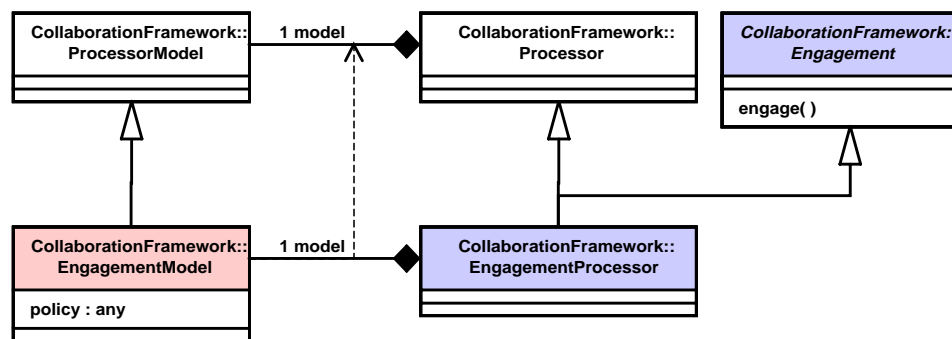 CollaborationFramework::
ProcessorModel
1 model
CollaborationFramework::
Processor
CollaborationFramework:
Engagement
engage( )
CollaborationFramework::
EngagementModel
policy : any
1 model
CollaborationFramework::
EngagementProcessor